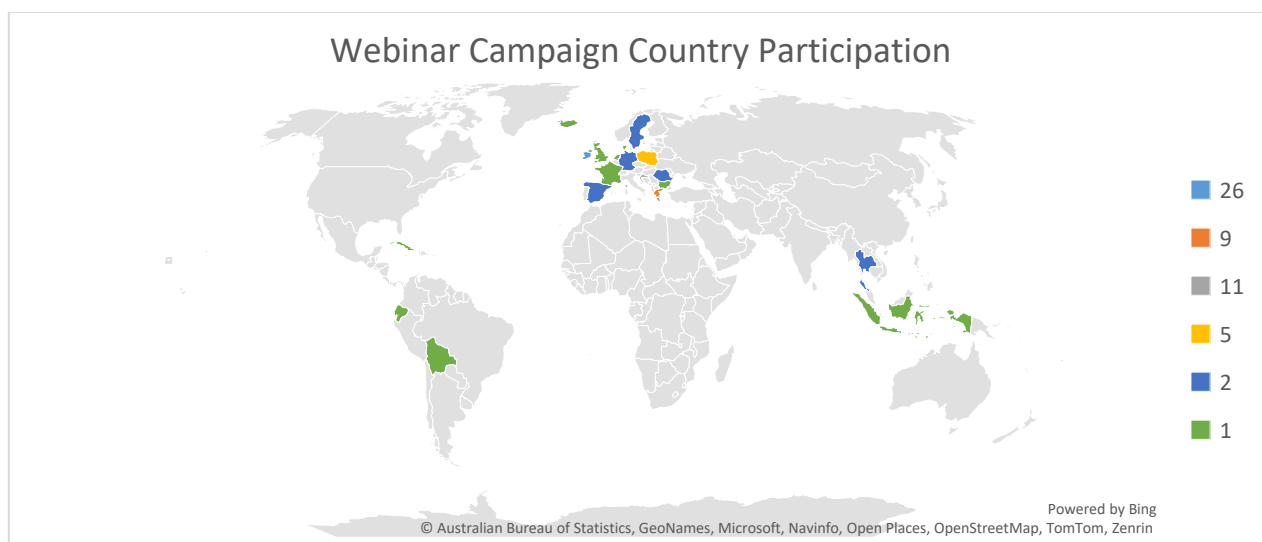 Webinar Campaign Country Participation
26
9
11
5
2
1
Powered by Bing
© Australian Bureau of Statistics, GeoNames, Microsoft, Navinfo, Open Places, OpenStreetMap, TomTom, Zenrin